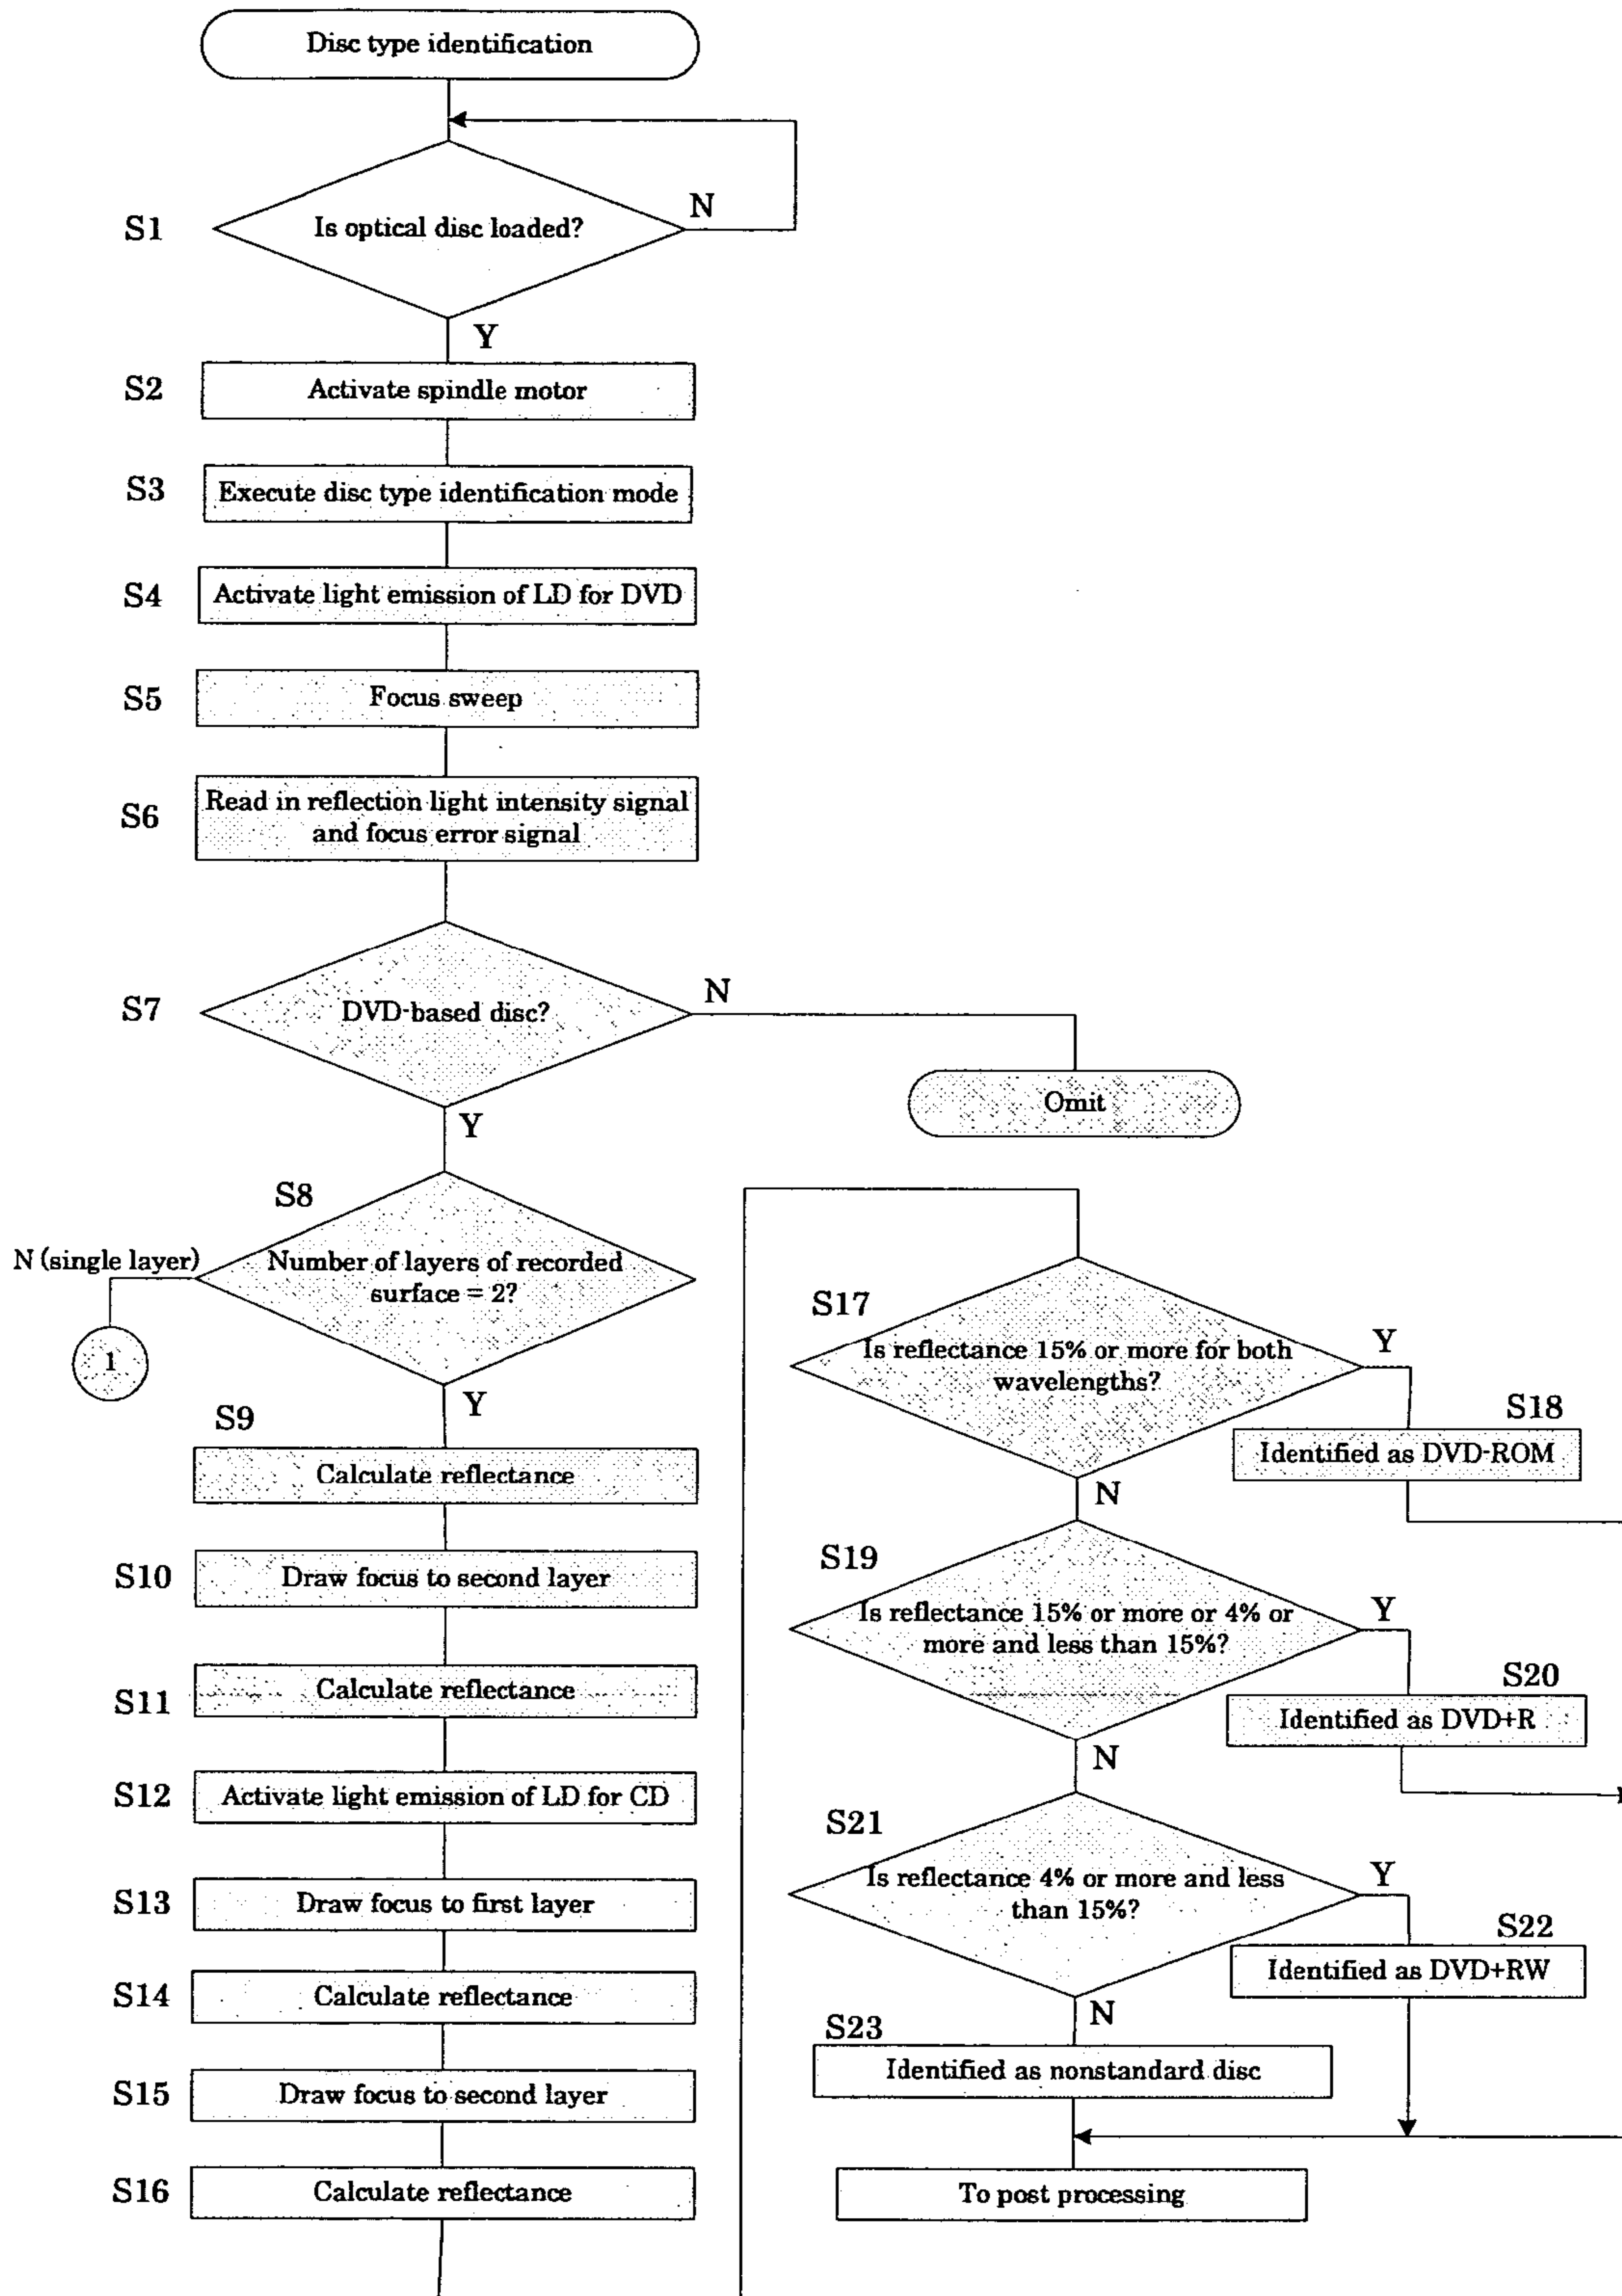 Disc type identification
S1
Is optical disc loaded?
N
Y
S2
Activate spindle motor
S3
Execute disc type identification mode
S4
Activate light emission of LD for DVD
S5
Focus sweep
S6
Read in reflection light intensity signal
and focus error signal
S7
DVD-based disc?
N
Omit
Y
S8
N (single layer)
Number of layers of recorded
surface = 2?
1
Y
S9
Calculate reflectance
S10
Draw focus to second layer
S11
Calculate reflectance
S12
Activate light emission of LD for CD
S13
Draw focus to first layer
S14
Calculate reflectance
S15
Draw focus to second layer
S16
Calculate reflectance
S17
Is reflectance 15% or more for both
wavelengths?
Y
S18
Identified as DVD-ROM
N
S19
Is reflectance 15% or more or 4% or
more and less than 15%?
Y
S20
Identified as DVD+R
N
S21
Is reflectance 4% or more and less
than 15%?
Y
S22
Identified as DVD+RW
N
S23
Identified as nonstandard disc
To post processing